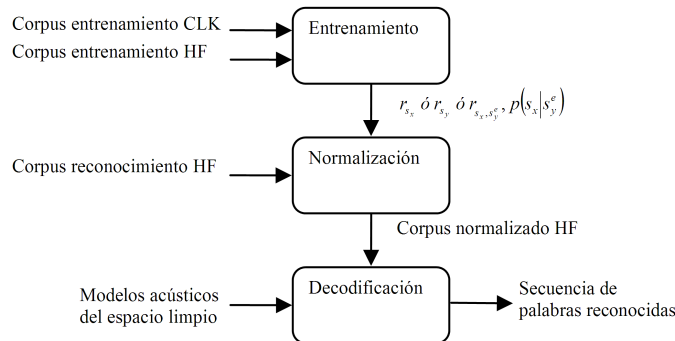 Corpus entrenamiento CLK
Corpus entrenamiento HF
Entrenamiento
r_{s_x} ó r_{s_y} ó r_{s_x,s_y^e}, p(s_x|s_y^e)
Corpus reconocimiento HF
Normalización
Corpus normalizado HF
Modelos acústicos
del espacio limpio
Decodificación
Secuencia de
palabras reconocidas